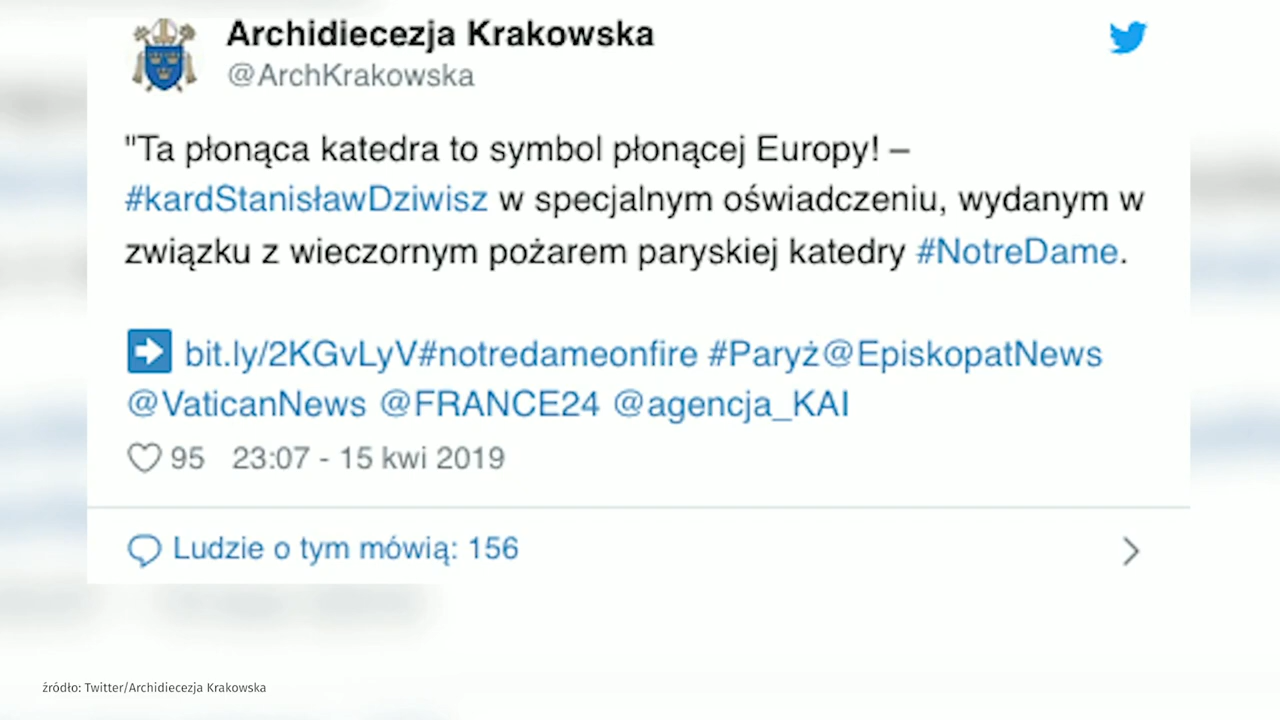 Archidiecezja Krakowska
@ArchKrakowska
"Ta płonąca katedra to symbol płonącej Europy! –
#kardStanisławDziwisz w specjalnym oświadczeniu, wydanym w
związku z wieczornym pożarem paryskiej katedry #NotreDame.
➡️ bit.ly/2KGvLyV#notredameonfire #Paryż@EpiskopatNews
@VaticanNews @FRANCE24 @agencja_KAI
95 23:07 - 15 kwi 2019
Ludzie o tym mówią: 156
źródło: Twitter/Archidiecezja Krakowska